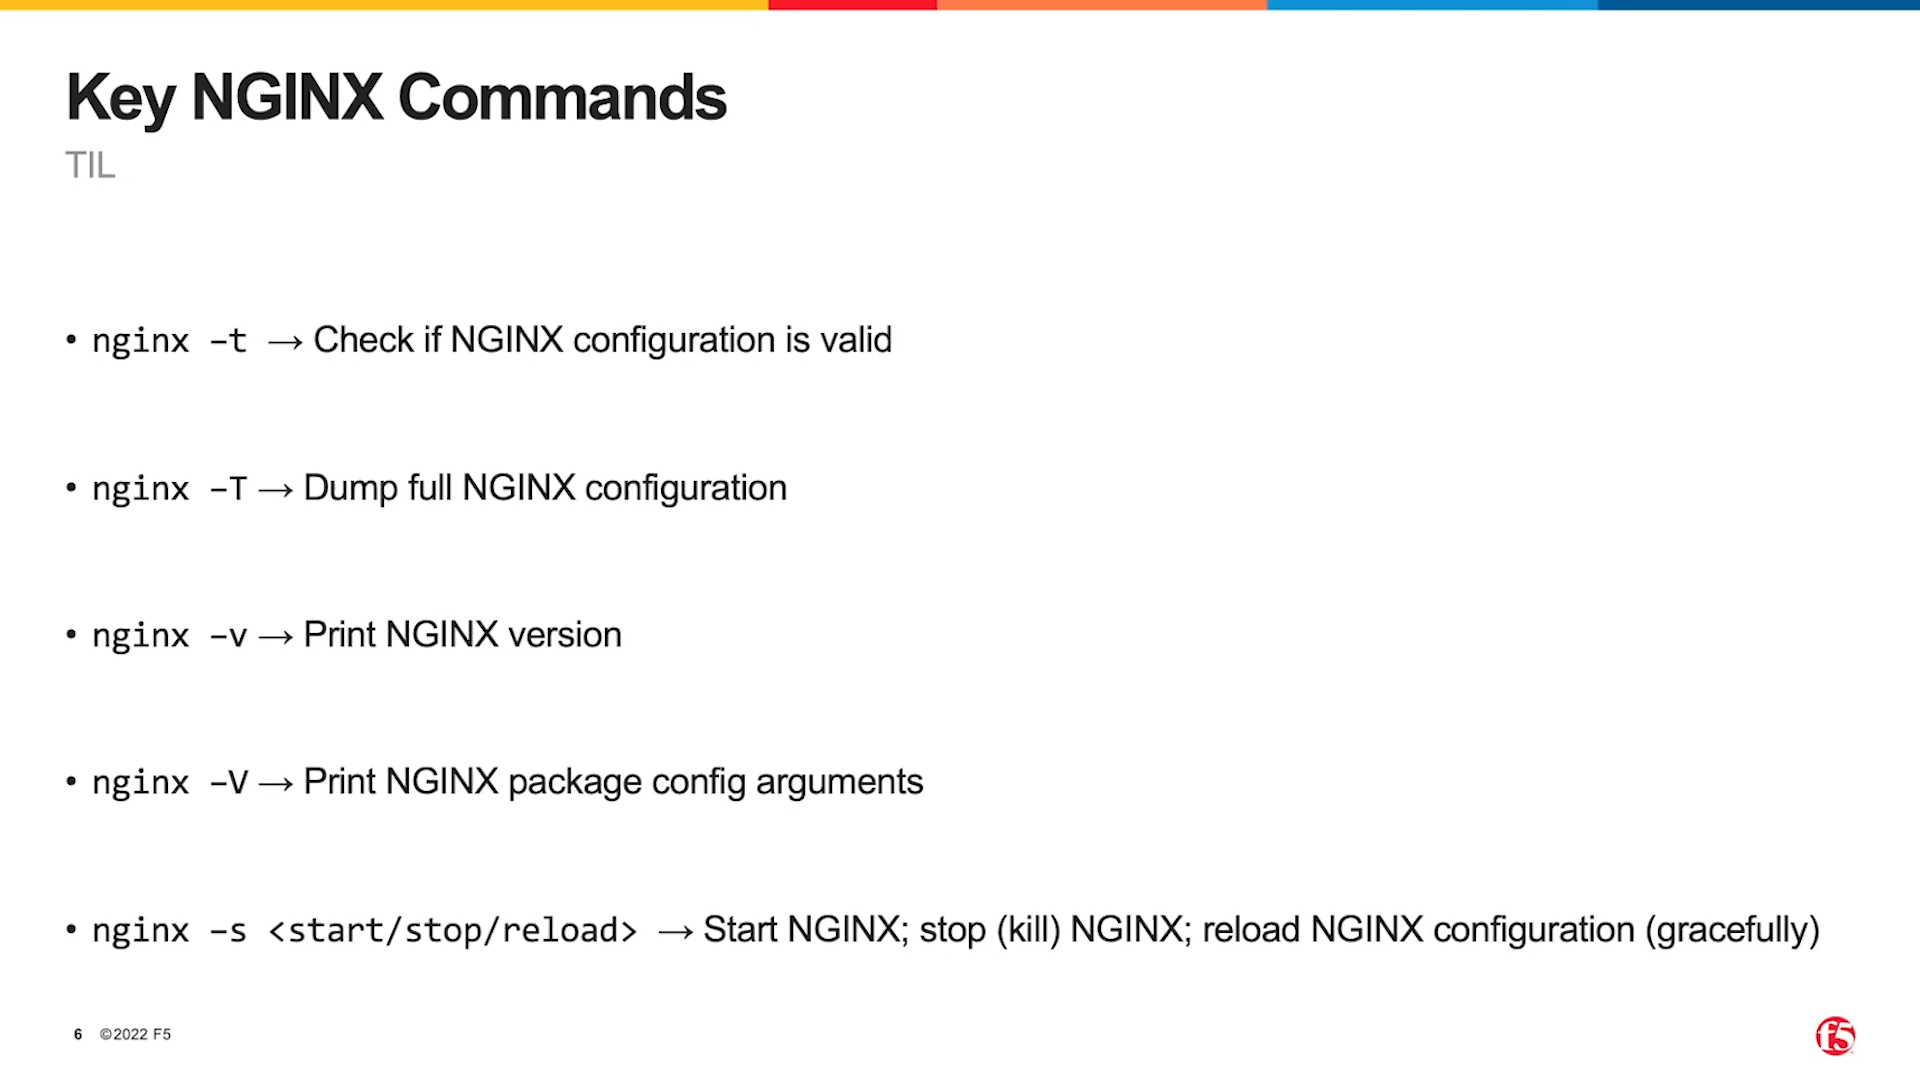 Key NGINX Commands
TIL
• nginx –t → Check if NGINX configuration is valid
• nginx –T → Dump full NGINX configuration
• nginx –v → Print NGINX version
• nginx –V → Print NGINX package config arguments
• nginx –s <start/stop/reload> → Start NGINX; stop (kill) NGINX; reload NGINX configuration (gracefully)
6 ©2022 F5
f5